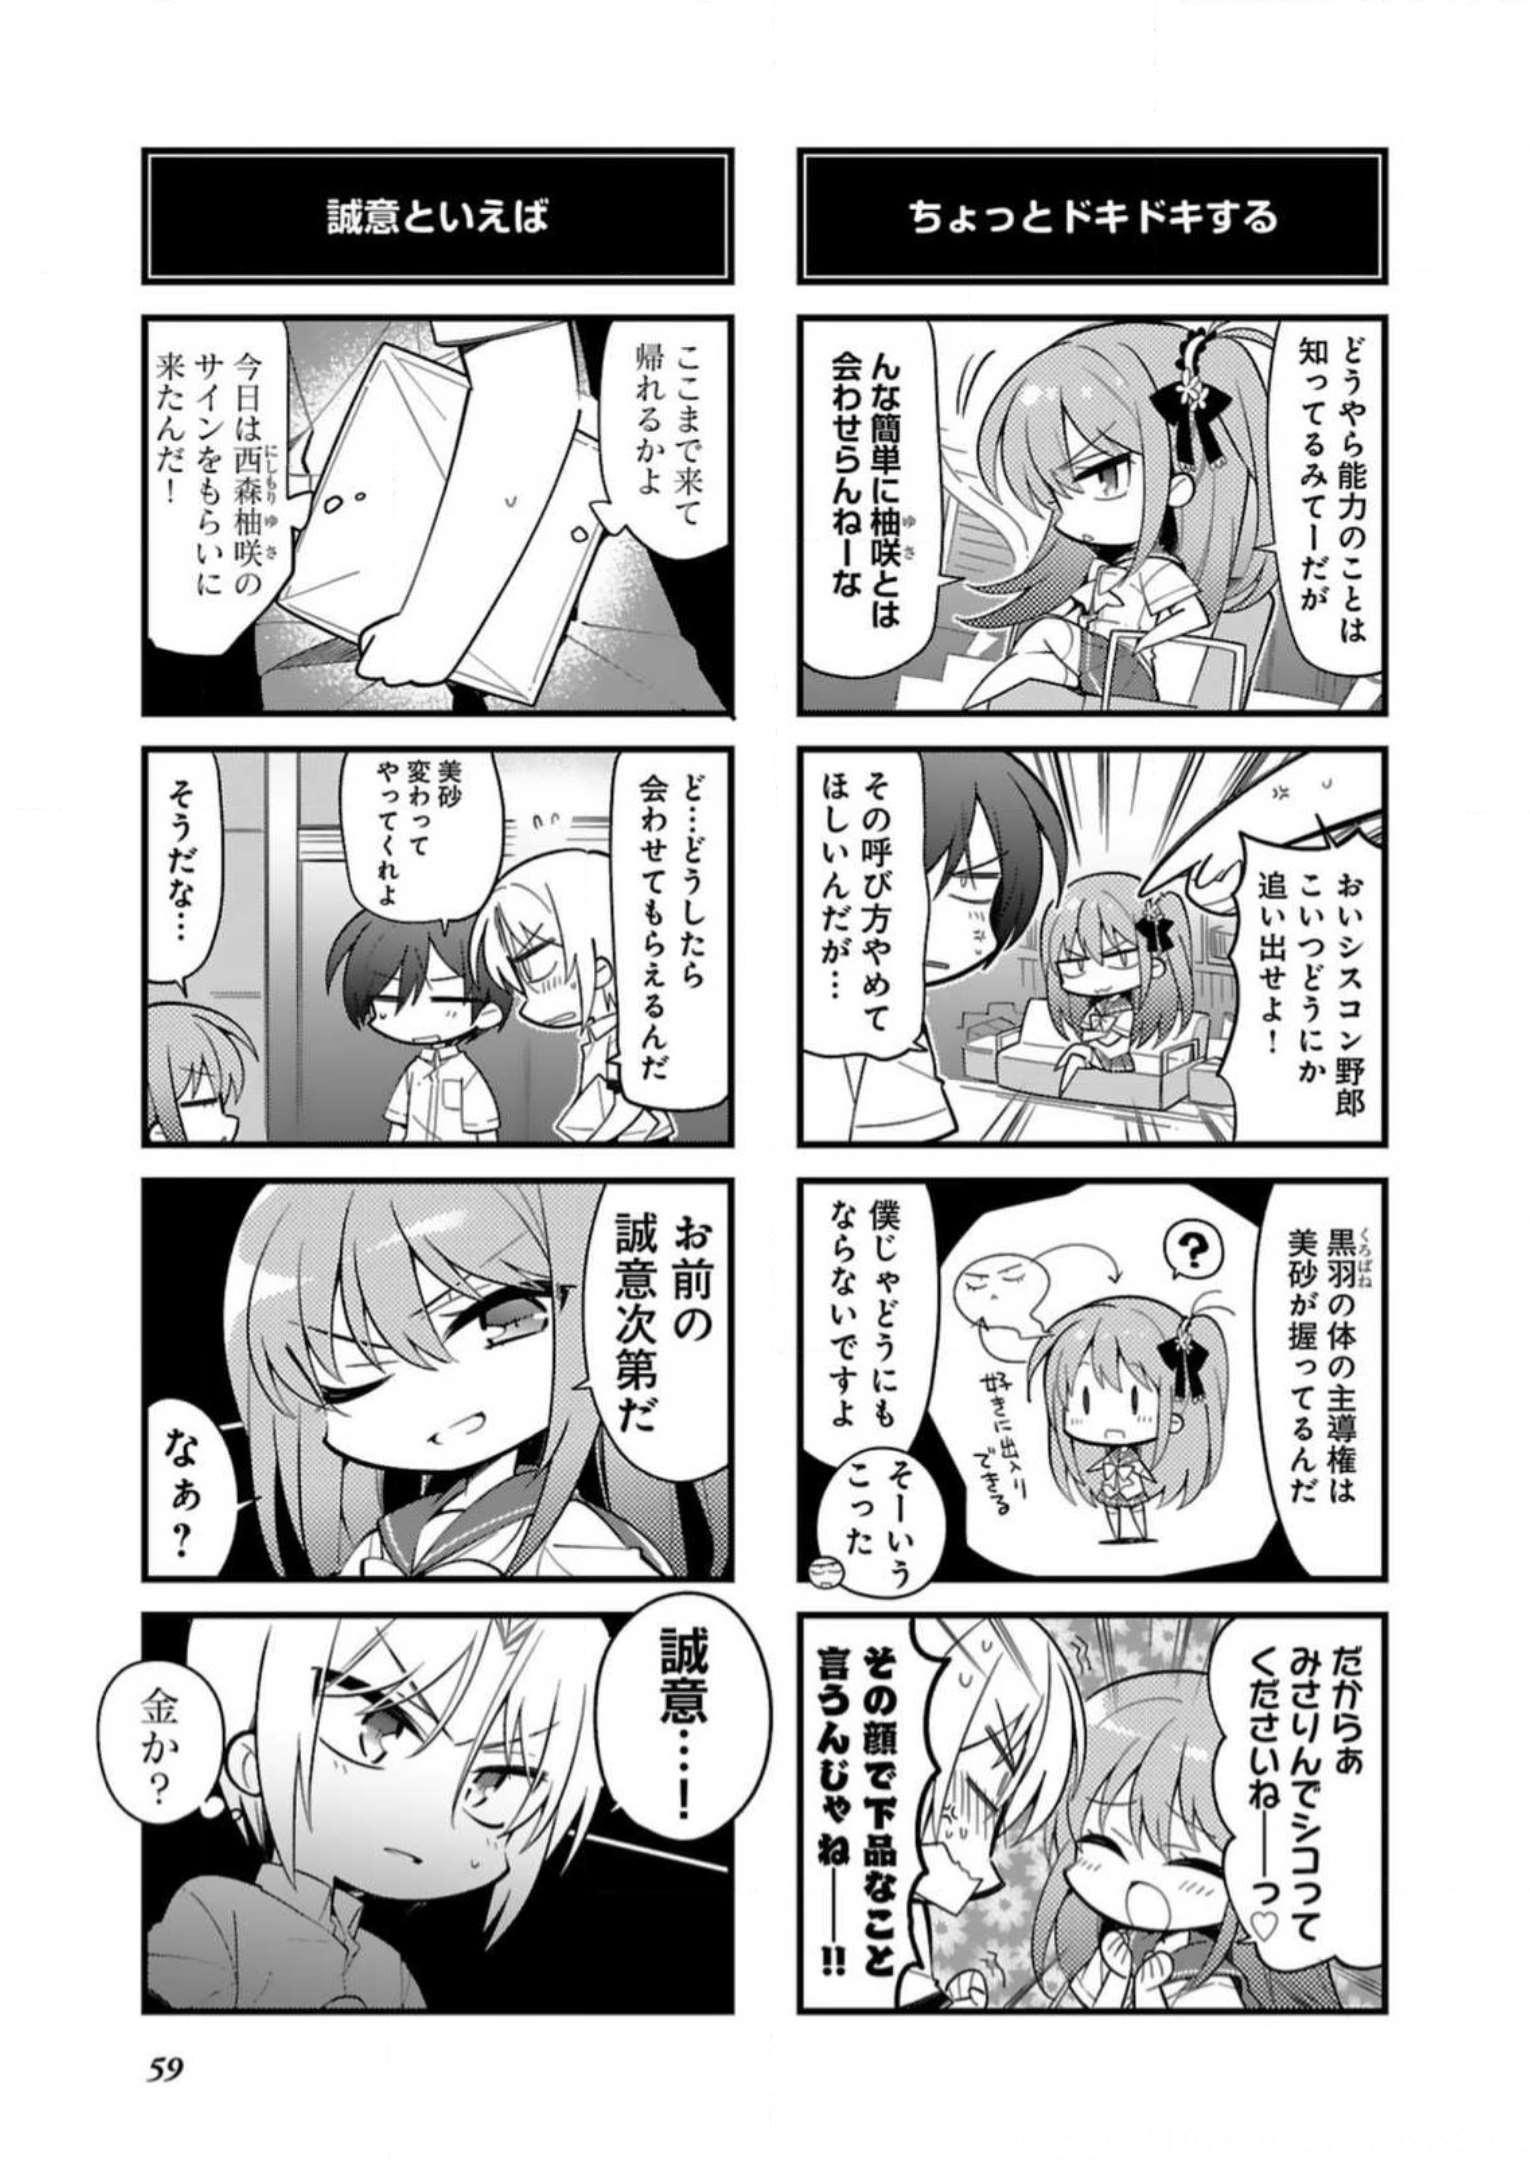 ちょっとドキドキする
どうやら能力のことは
知ってるみてーだが
んな簡単に柚咲とは
ゆさ
会わせらんねーな
おいシスコン野郎
こいつどうにか
追い出せよ！
その呼び方やめて
ほしいんだが…
黒羽の体の主導権は
くろばね
美砂が握ってるんだ
?
好きに出入り
できる
僕じゃどうにも
ならないですよ
そーいう
こった
だからぁ
みさりんでシコって
くださいね――っ♡
その顔で下品なこと
言うんじゃね――!!
誠意といえば
ここまで来て
帰れるかよ
今日は西森柚咲の
にしもりゆさ
サインをもらいに
来たんだ！
ど…どうしたら
会わせてもらえるんだ
美砂
変わって
やってくれよ
そうだな…
お前の
誠意次第だ
なぁ？
誠意…！
金か？
59